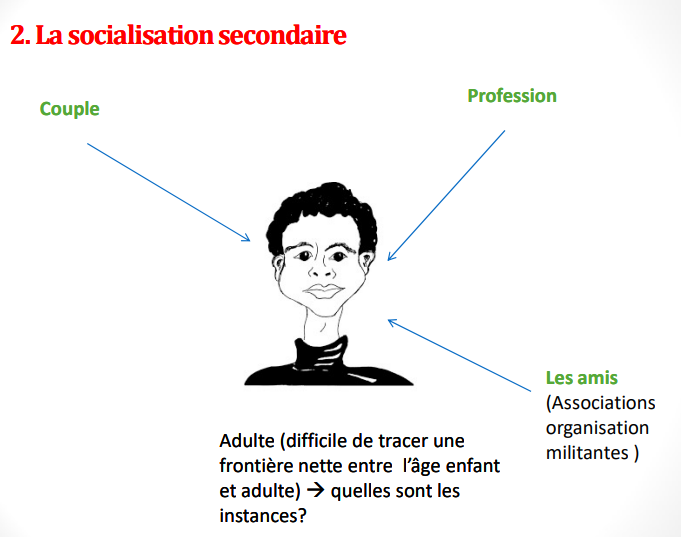 2. La socialisation secondaire
Couple
Profession
Les amis
(Associations
organisation
militantes )
Adulte (difficile de tracer une
frontière nette entre l’âge enfant
et adulte) → quelles sont les
instances?